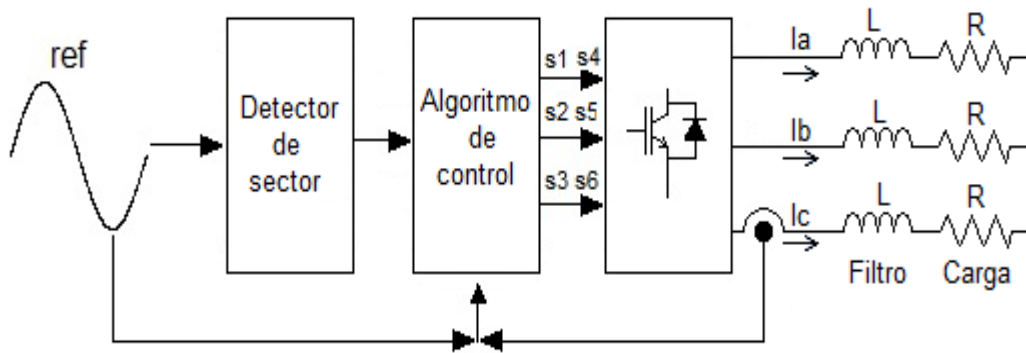 ref
Detector
de
sector
Algoritmo
de
control
s1 s4
s2 s5
s3 s6
Ia
L
R
Ib
L
R
Ic
L
R
Filtro
Carga